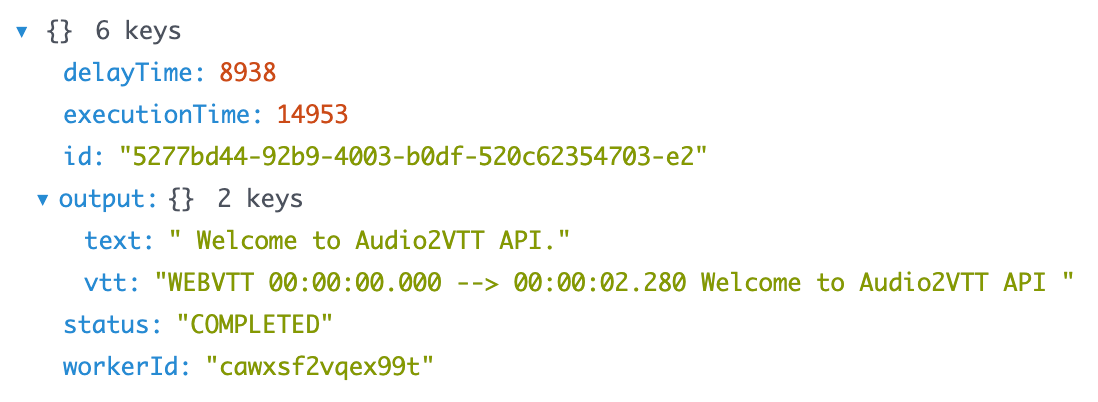 ▼ {} 6 keys
delayTime: 8938
executionTime: 14953
id: "5277bd44-92b9-4003-b0df-520c62354703-e2"
▼ output: {} 2 keys
text: " Welcome to Audio2VTT API."
vtt: "WEBVTT 00:00:00.000 --> 00:00:02.280 Welcome to Audio2VTT API "
status: "COMPLETED"
workerId: "cawxsf2vqex99t"